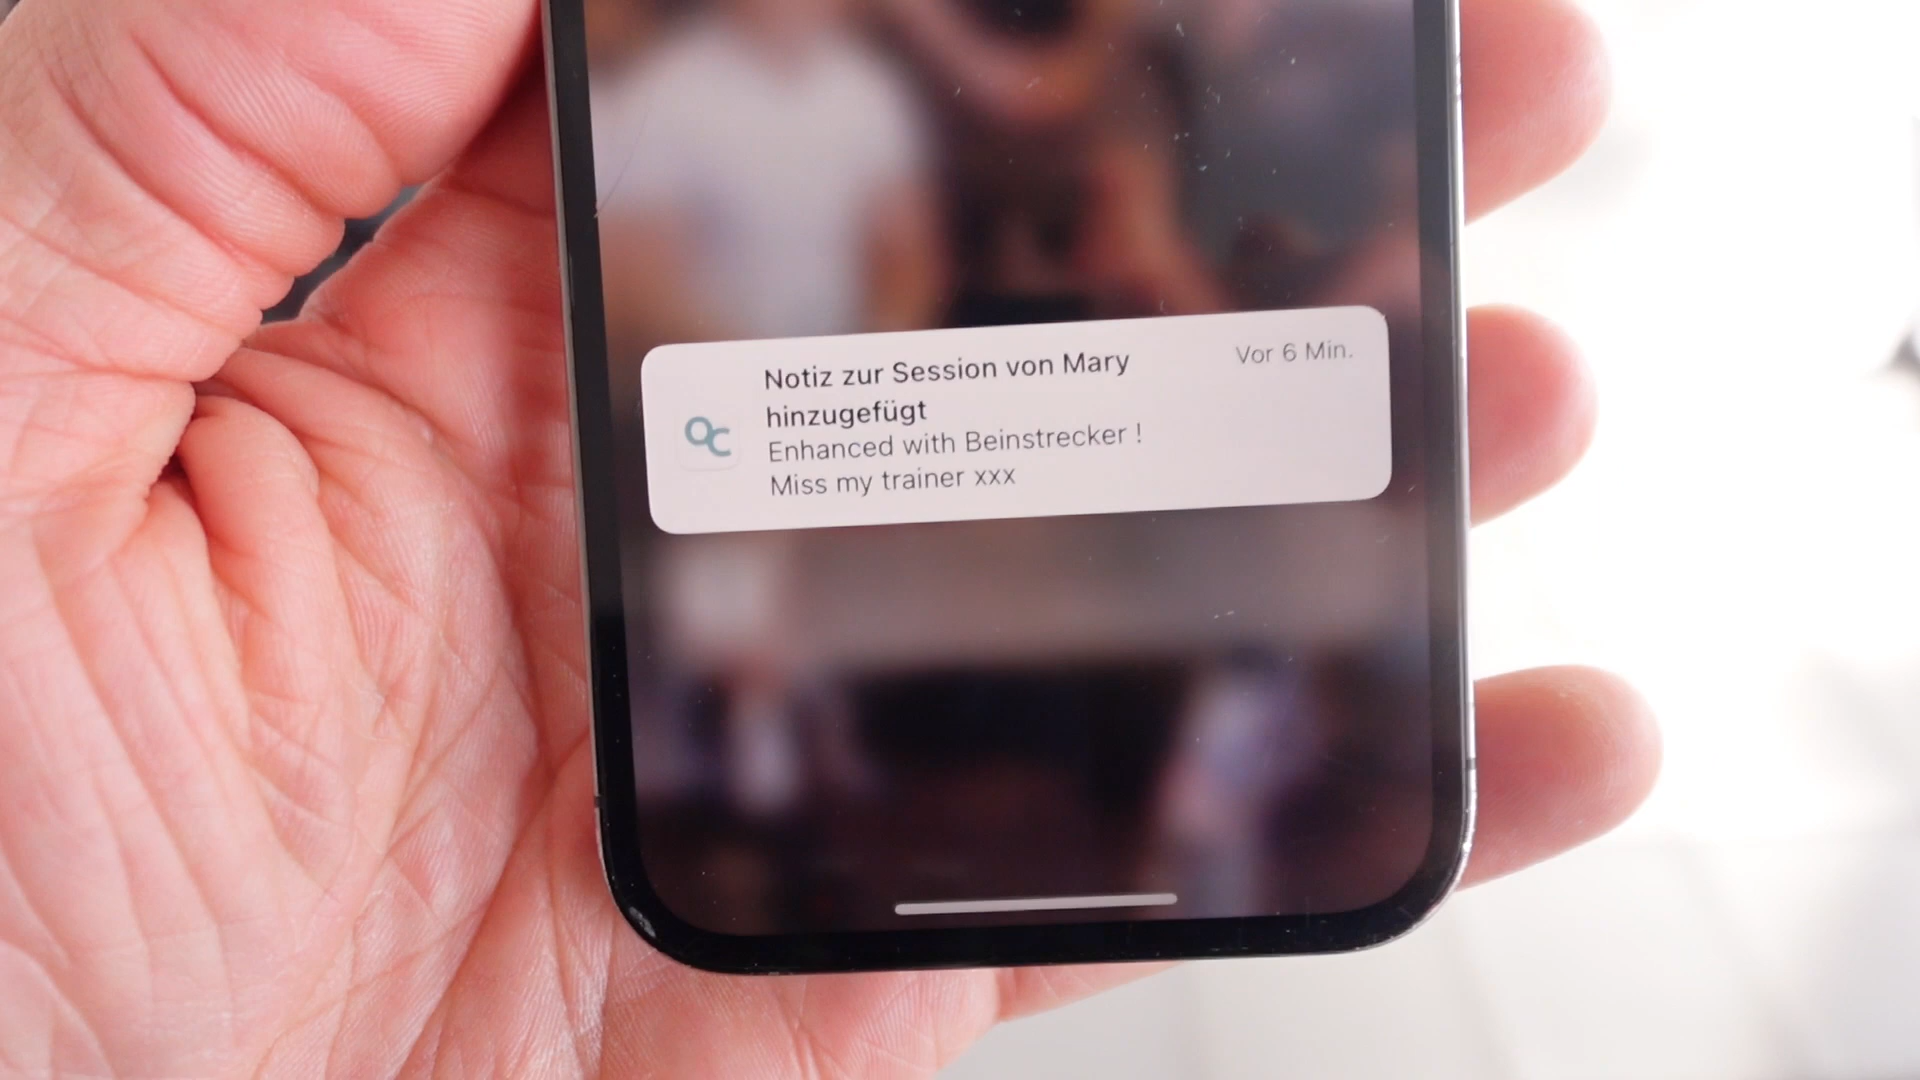 Notiz zur Session von Mary
hinzugefügt
Vor 6 Min.
Enhanced with Beinstrecker !
Miss my trainer xxx